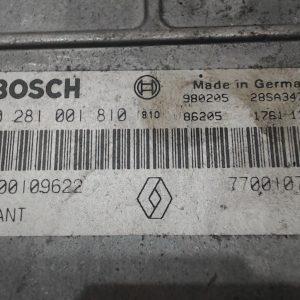 BOSCH Made in Germa
980205 28SA347
0 281 001 810 810 86205 1761-1
00109622 770010
ANT